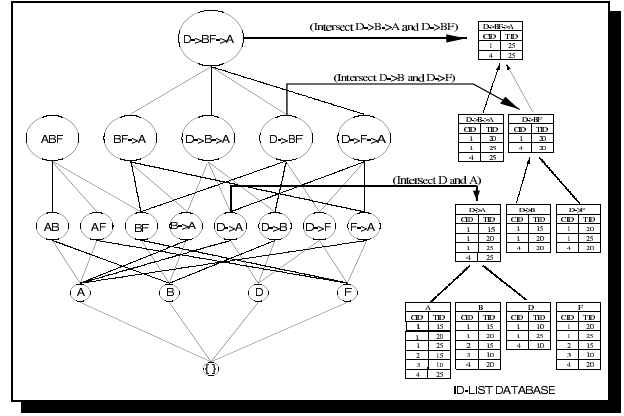 D->BF->A
(Intersect D->B->A and D->BF)
D->BF->A
CID TID
1 25
4 25
(Intersect D->B and D->F)
ABF BF->A D->B->A D->BF D->F->A
D->B->A
CID TID
1 20
1 25
4 25
D->BF
CID TID
1 20
4 20
(Intersect D and A)
AB AF BF B->A D->A D->B D->F F->A
D->A
CID TID
1 15
1 20
1 25
4 25
D->B
CID TID
1 15
1 20
4 20
D->F
CID TID
1 20
1 25
4 20
A B D F
{}
A
CID TID
1 15
1 20
1 25
2 15
3 10
4 25
B
CID TID
1 15
1 20
2 15
3 10
4 20
D
CID TID
1 10
1 25
4 10
F
CID TID
1 20
1 25
2 15
3 10
4 20
ID-LIST DATABASE